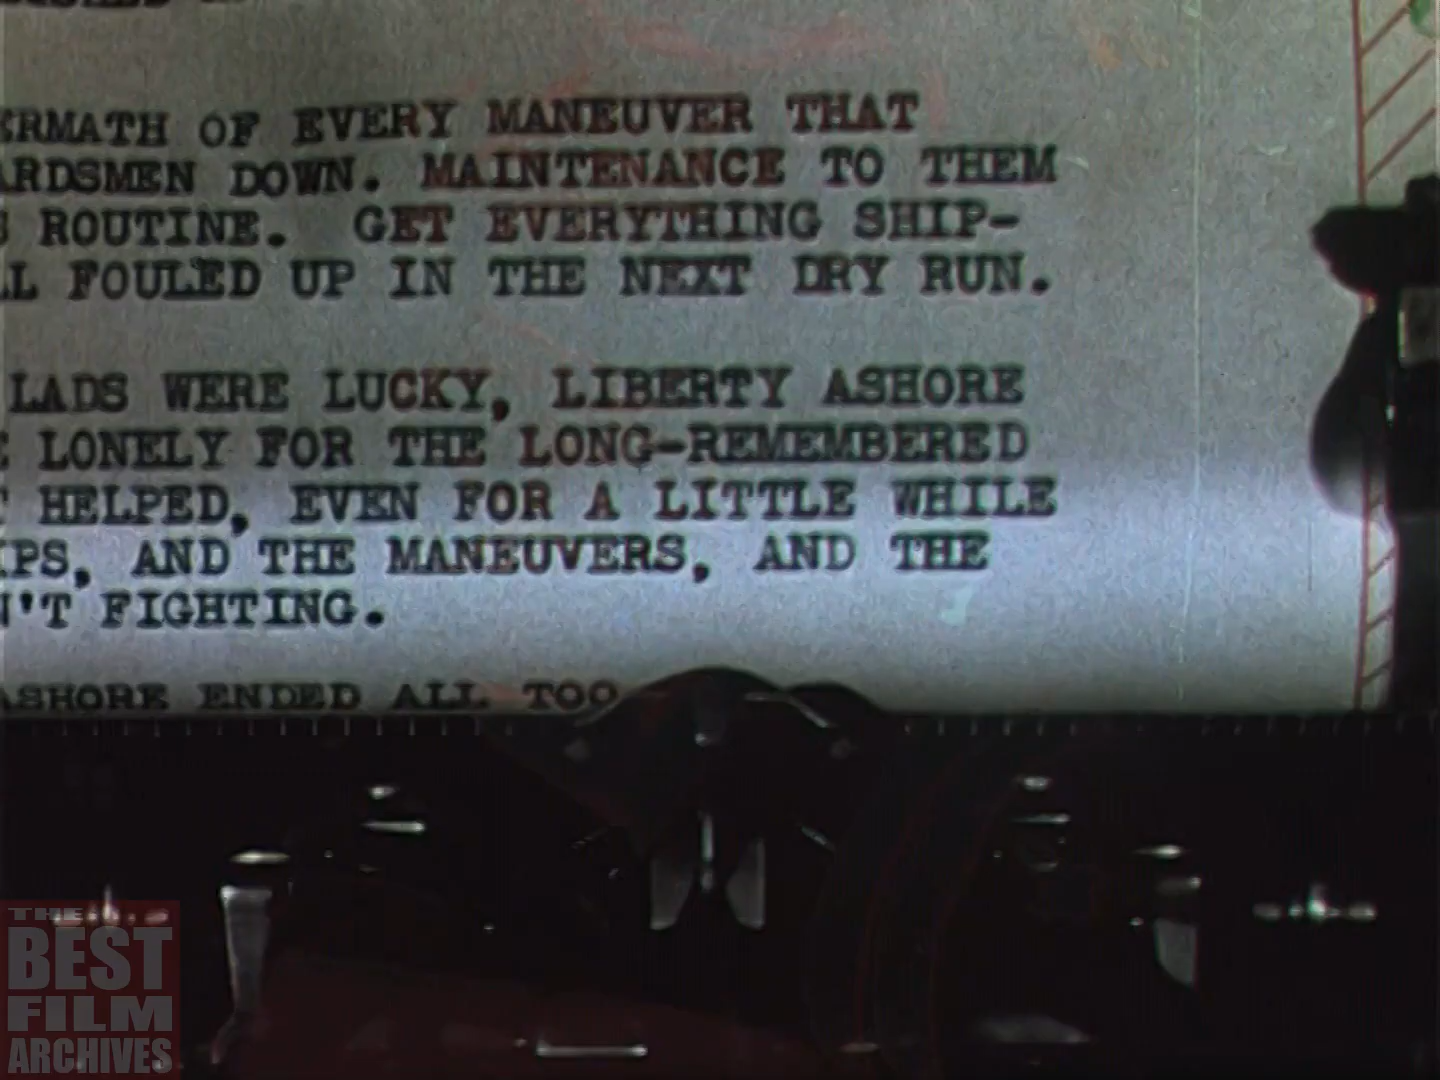 ERMATH OF EVERY MANEUVER THAT
ARDSMEN DOWN. MAINTENANCE TO THEM
S ROUTINE. GET EVERYTHING SHIP-
LL FOULED UP IN THE NEXT DRY RUN.
LADS WERE LUCKY, LIBERTY ASHORE
E LONELY FOR THE LONG-REMEMBERED
T HELPED, EVEN FOR A LITTLE WHILE
IPS, AND THE MANEUVERS, AND THE
N'T FIGHTING.
ASHORE ENDED ALL TOO
THE
BEST
FILM
ARCHIVES